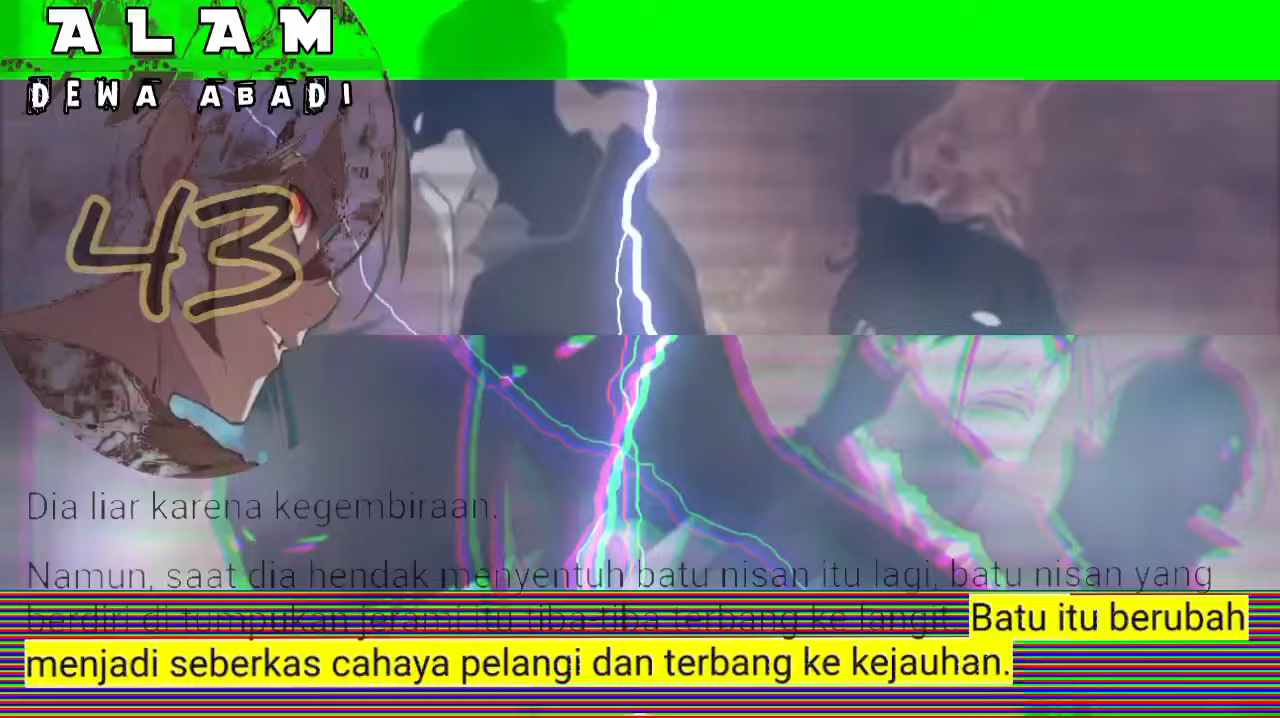 ALAM
DEWA ABADI
43
Dia liar karena kegembiraan.
Namun, saat dia hendak menyentuh batu nisan itu lagi, batu nisan yang
berdiri di tumpukan jerami itu tiba-tiba terbang ke langit. Batu itu berubah
menjadi seberkas cahaya pelangi dan terbang ke kejauhan.